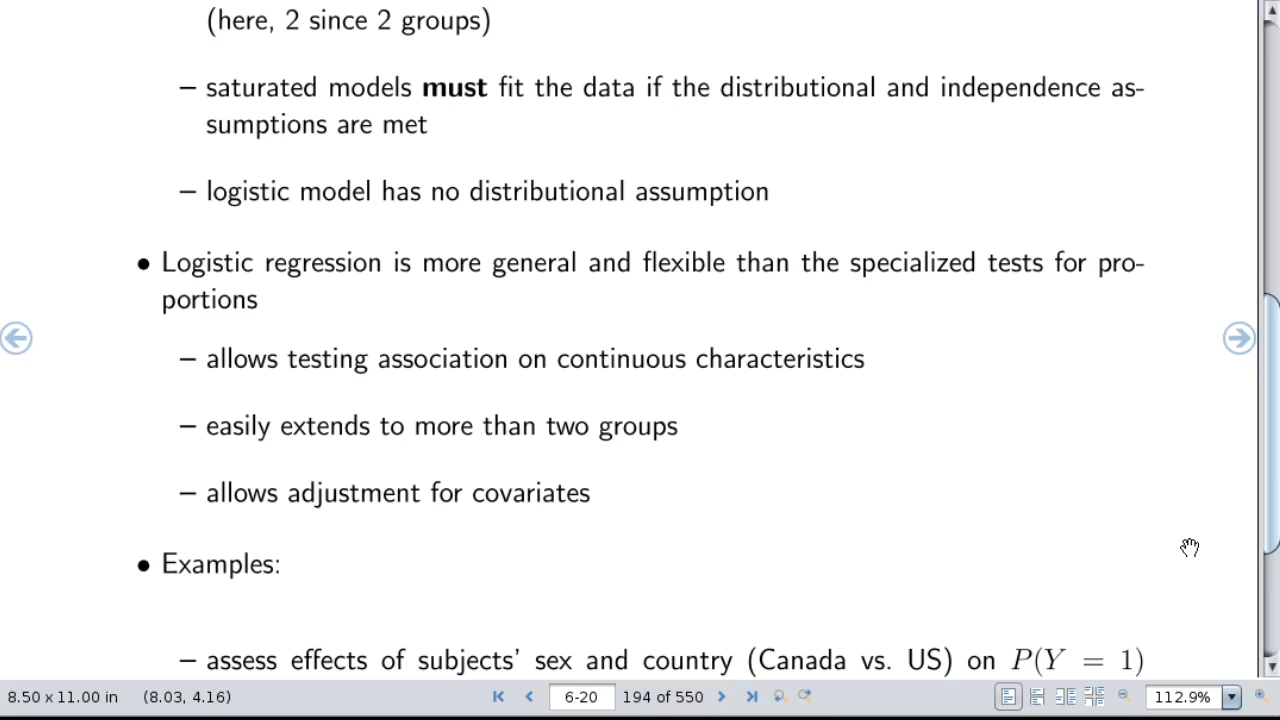 (here, 2 since 2 groups)
– saturated models must fit the data if the distributional and independence as-
sumptions are met
– logistic model has no distributional assumption
• Logistic regression is more general and flexible than the specialized tests for pro-
portions
– allows testing association on continuous characteristics
– easily extends to more than two groups
– allows adjustment for covariates
• Examples:
– assess effects of subjects’ sex and country (Canada vs. US) on P(Y = 1)
8.50 x 11.00 in (8.03, 4.16) 6-20 194 of 550 112.9%